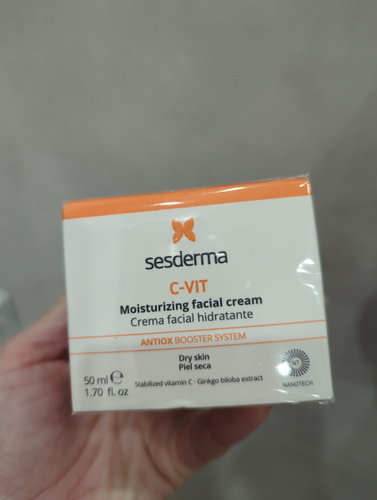 sesderma
C-VIT
Moisturizing facial cream
Crema facial hidratante
ANTIOX BOOSTER SYSTEM
Dry skin
Piel seca
50 ml ℮
1.70 fl. oz
Stabilized vitamin C · Ginkgo biloba extract
NT
NANOTECH